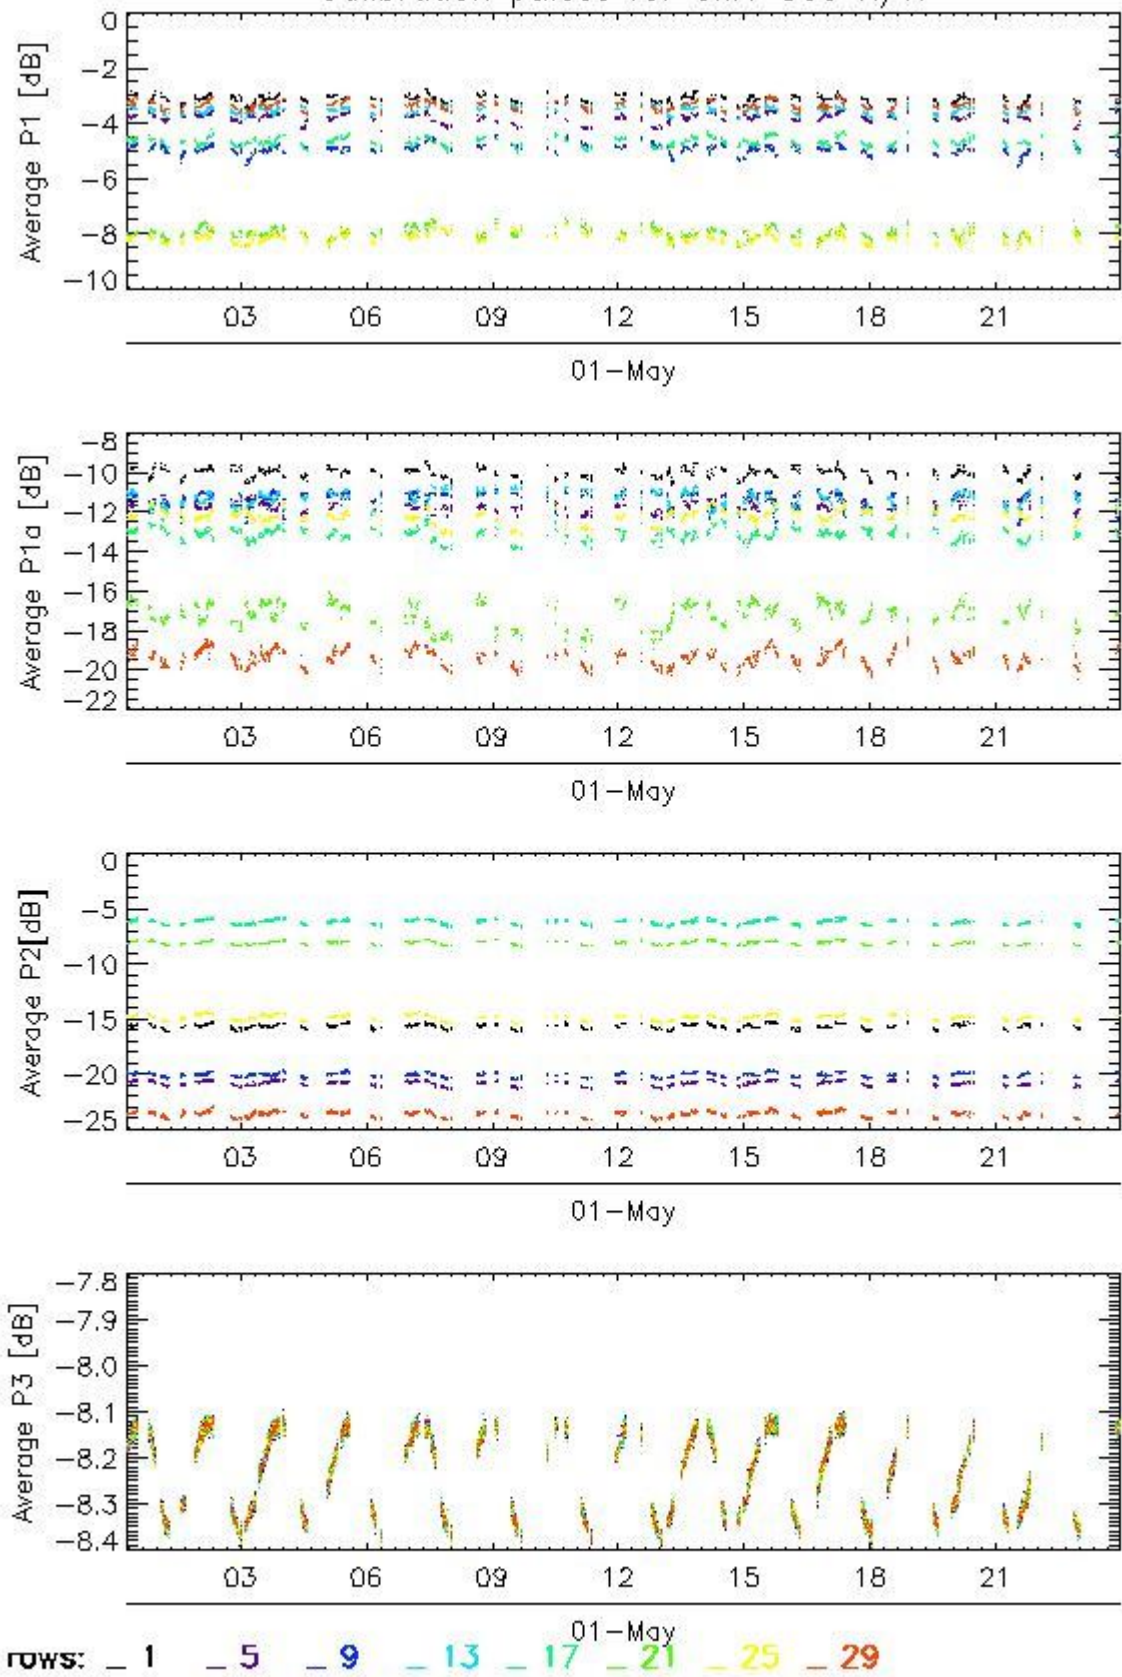 0
−2
−4
−6
−8
−10
Average P1 [dB]
03 06 09 12 15 18 21
01−May
−8
−10
−12
−14
−16
−18
−20
−22
Average P1a [dB]
03 06 09 12 15 18 21
01−May
0
−5
−10
−15
−20
−25
Average P2[dB]
03 06 09 12 15 18 21
01−May
−7.8
−7.9
−8.0
−8.1
−8.2
−8.3
−8.4
Average P3 [dB]
03 06 09 12 15 18 21
01−May
rows: _ 1 _ 5 _ 9 _ 13 _ 17 _ 21 _ 25 _ 29